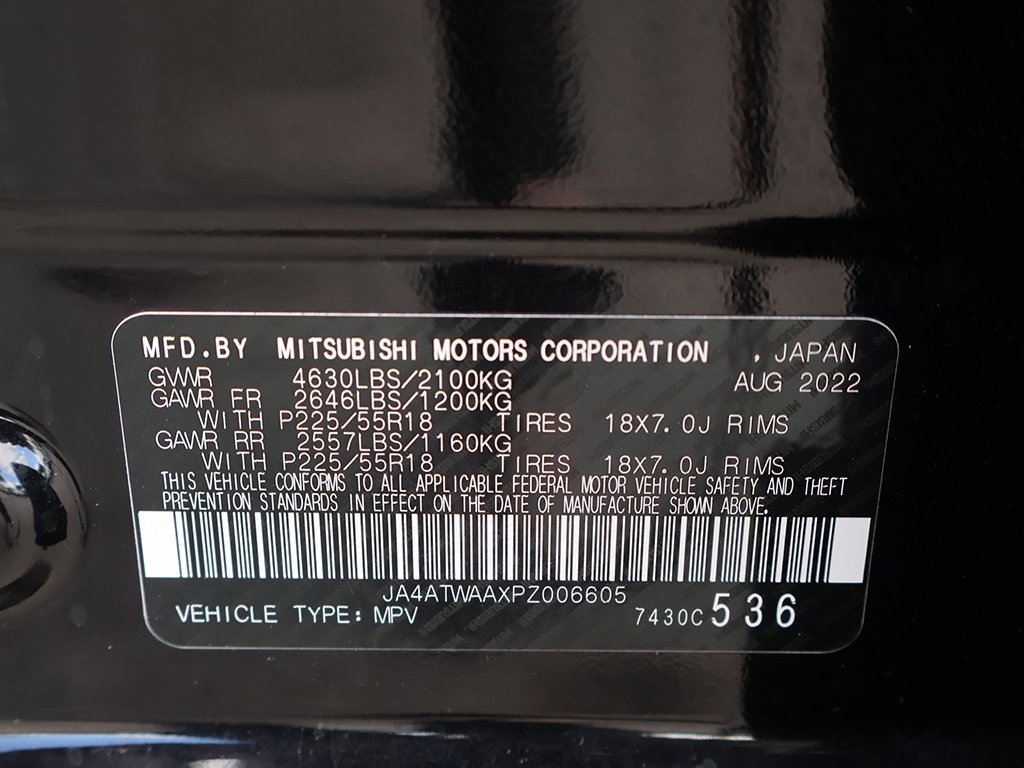 MFD.BY MITSUBISHI MOTORS CORPORATION , JAPAN
GVWR 4630LBS/2100KG AUG 2022
GAWR FR 2646LBS/1200KG
WITH P225/55R18 TIRES 18X7.0J RIMS
GAWR RR 2557LBS/1160KG
WITH P225/55R18 TIRES 18X7.0J RIMS
THIS VEHICLE CONFORMS TO ALL APPLICABLE FEDERAL MOTOR VEHICLE SAFETY AND THEFT
PREVENTION STANDARDS IN EFFECT ON THE DATE OF MANUFACTURE SHOWN ABOVE.
JA4ATWAAXPZ006605
VEHICLE TYPE: MPV 7430C 536